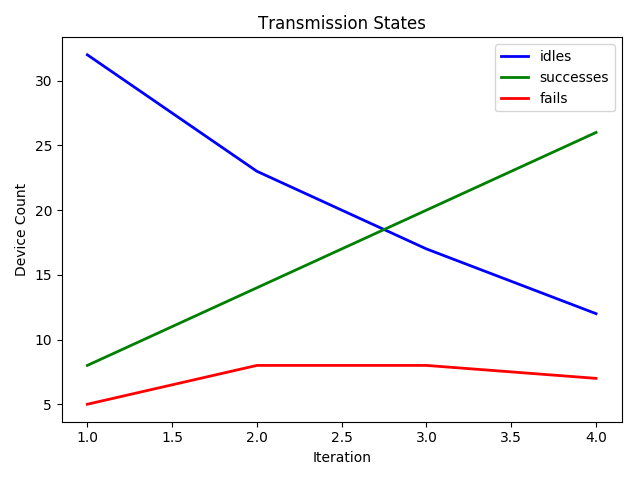 Transmission States
idles
successes
fails
Device Count
30
25
20
15
10
5
1.0 1.5 2.0 2.5 3.0 3.5 4.0
Iteration